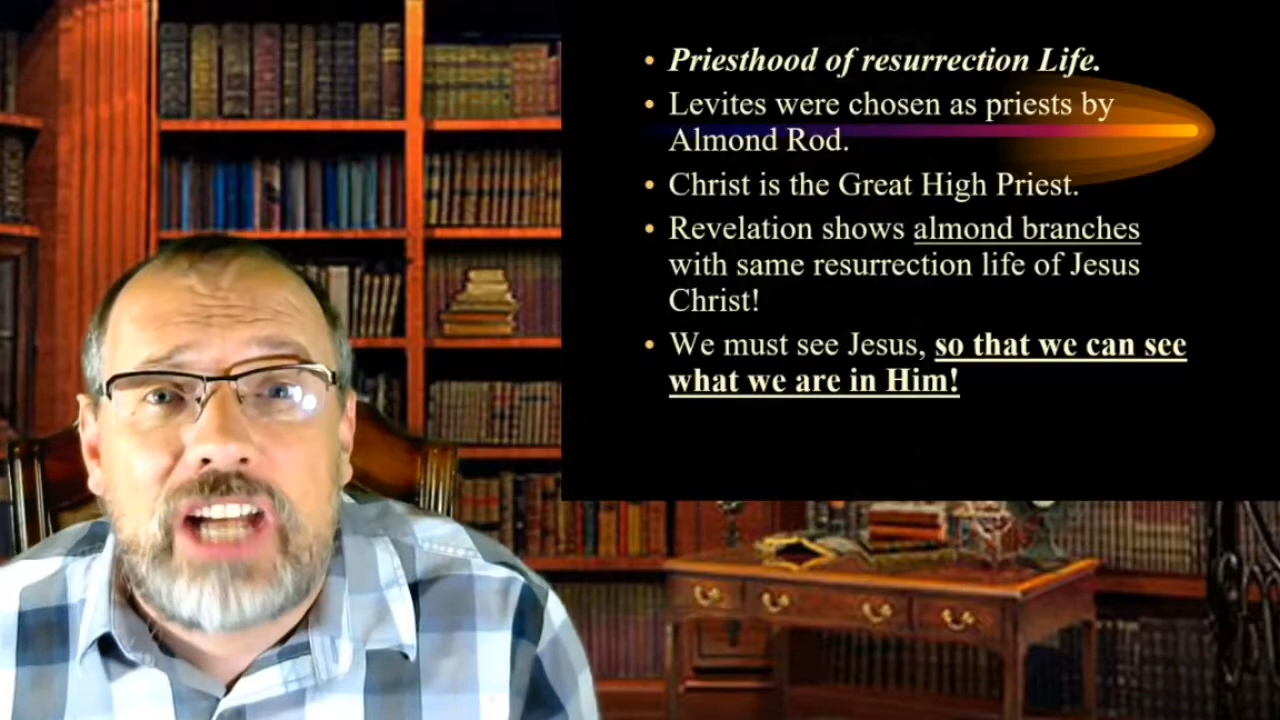 • Priesthood of resurrection Life.
• Levites were chosen as priests by
Almond Rod.
• Christ is the Great High Priest.
• Revelation shows almond branches
with same resurrection life of Jesus
Christ!
• We must see Jesus, so that we can see
what we are in Him!